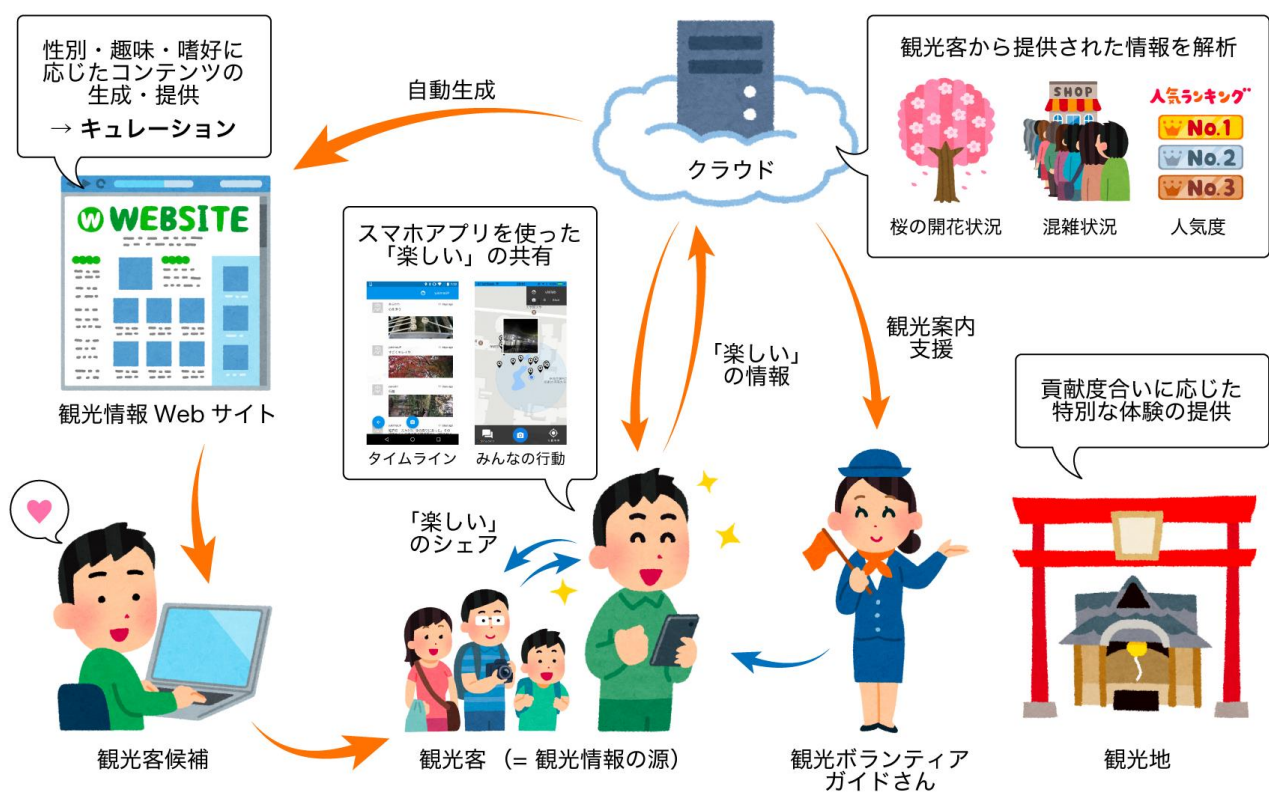 性別・趣味・嗜好に
応じたコンテンツの
生成・提供
→ キュレーション
自動生成
クラウド
観光客から提供された情報を解析
SHOP
人気ランキング
No.1
No.2
No.3
桜の開花状況
混雑状況
人気度
W WEBSITE
観光情報 Web サイト
スマホアプリを使った
「楽しい」の共有
タイムライン
みんなの行動
「楽しい」
の情報
観光案内
支援
貢献度合いに応じた
特別な体験の提供
「楽しい」
のシェア
観光客候補
観光客 (= 観光情報の源)
観光ボランティア
ガイドさん
観光地